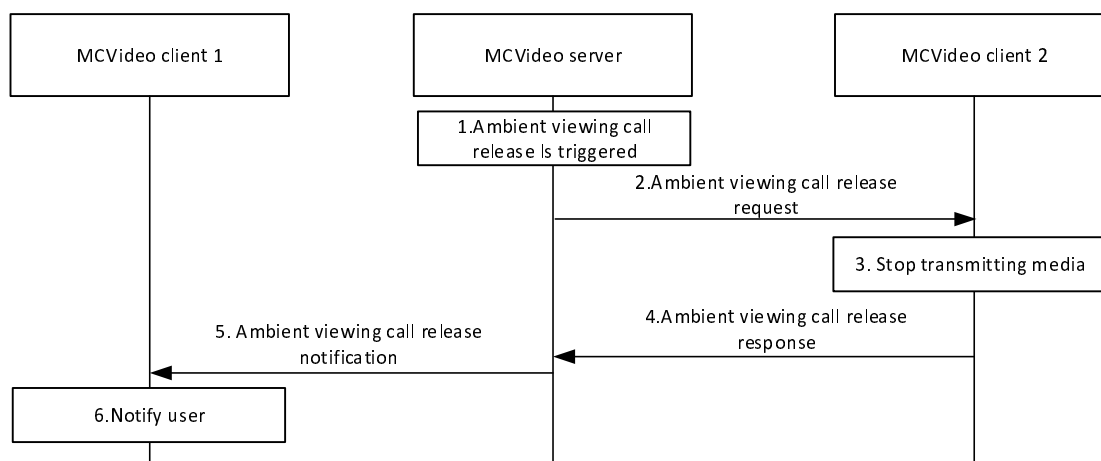 MCVideo client 1
MCVideo server
MCVideo client 2
1.Ambient viewing call
release Is triggered
2.Ambient viewing call release
request
3. Stop transmitting media
4.Ambient viewing call release
response
5. Ambient viewing call release
notification
6.Notify user